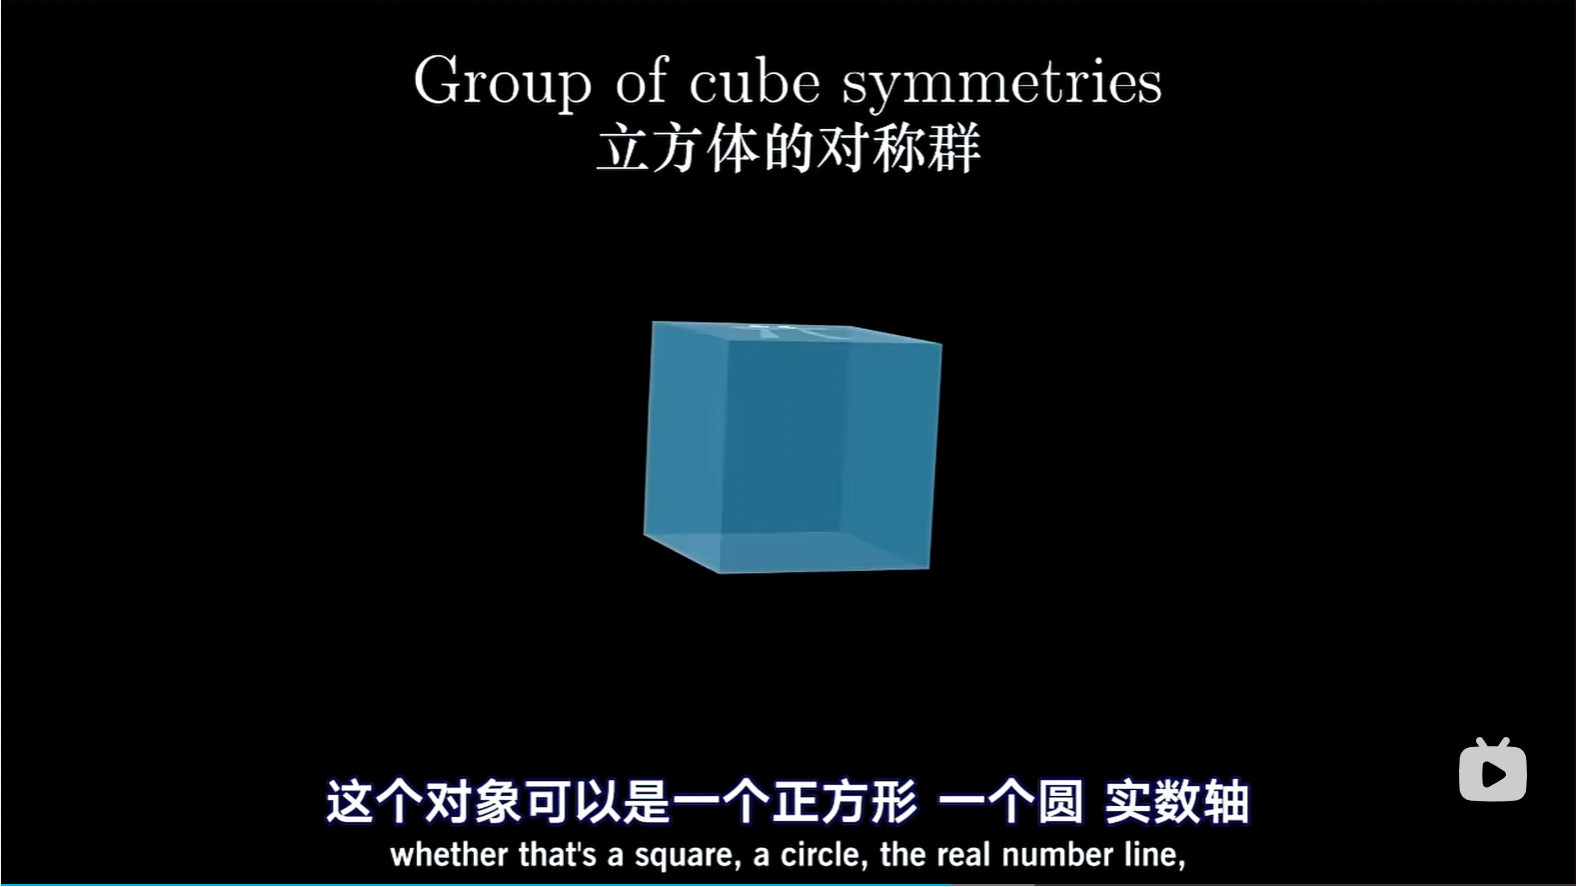 Group of cube symmetries
立方体的对称群
这个对象可以是一个正方形 一个圆 实数轴
whether that's a square, a circle, the real number line,